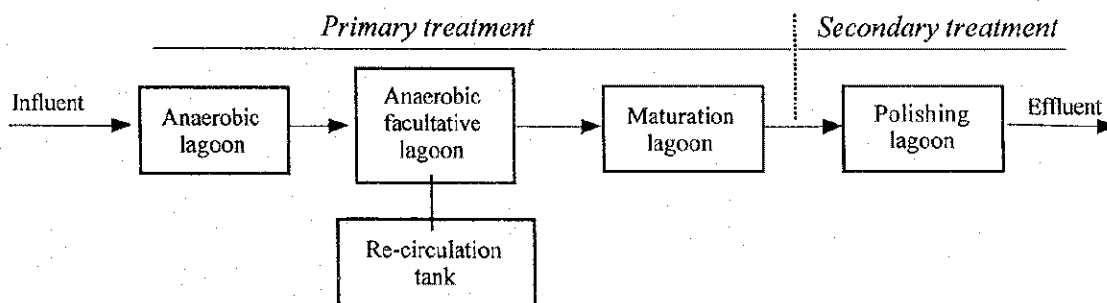 Primary treatment
Secondary treatment
Influent
Anaerobic
lagoon
Anaerobic
facultative
lagoon
Maturation
lagoon
Polishing
lagoon
Effluent
Re-circulation
tank